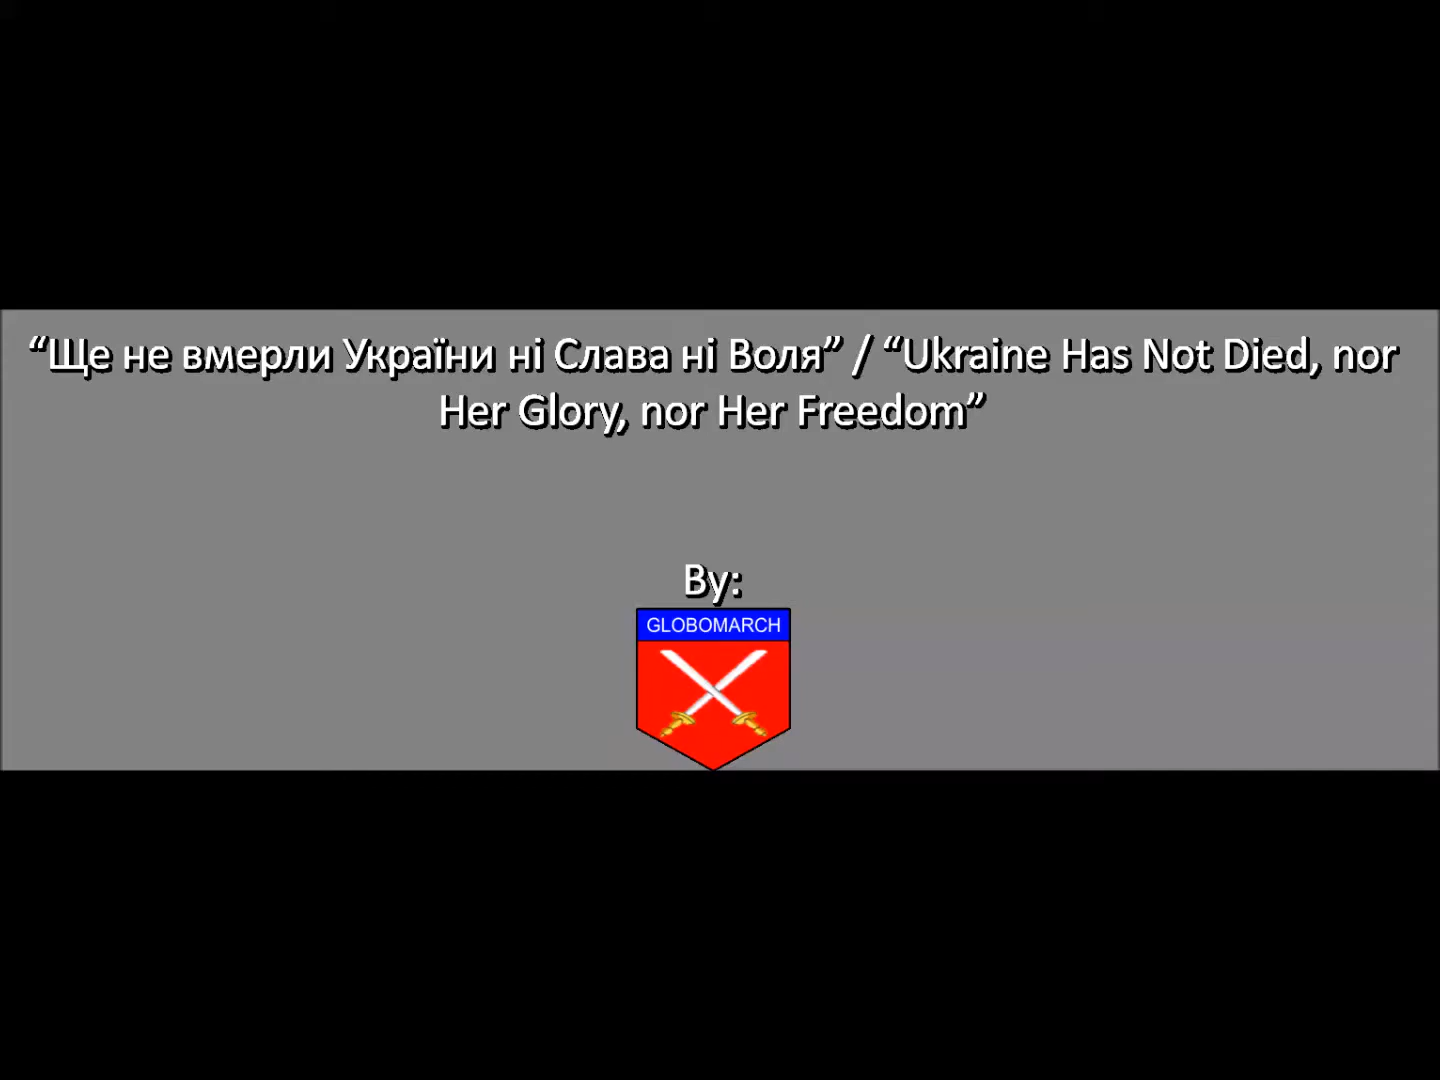 “Ще не вмерли України ні Слава ні Воля” / “Ukraine Has Not Died, nor
Her Glory, nor Her Freedom”
By:
GLOBOMARCH